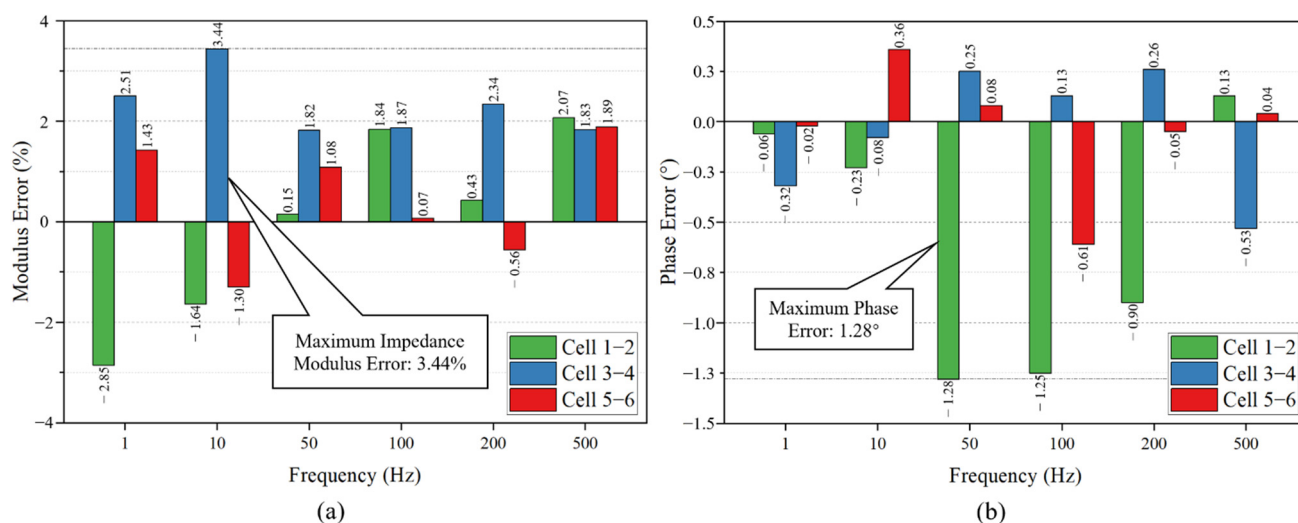 4
2
0
−2
−4
Modulus Error (%)
−2.85
2.51
1.43
−1.64
3.44
−1.30
0.15
1.82
1.08
1.84
1.87
0.07
0.43
2.34
−0.56
2.07
1.83
1.89
Maximum Impedance
Modulus Error: 3.44%
Cell 1−2
Cell 3−4
Cell 5−6
1 10 50 100 200 500
Frequency (Hz)
(a)
0.5
0.3
0.0
−0.3
−0.5
−0.8
−1.0
−1.3
−1.5
Phase Error (°)
−0.06
−0.32
−0.02
−0.23
−0.08
0.36
−1.28
0.25
0.08
−1.25
0.13
−0.61
−0.90
0.26
−0.05
0.13
−0.53
0.04
Maximum Phase
Error: 1.28°
Cell 1−2
Cell 3−4
Cell 5−6
1 10 50 100 200 500
Frequency (Hz)
(b)